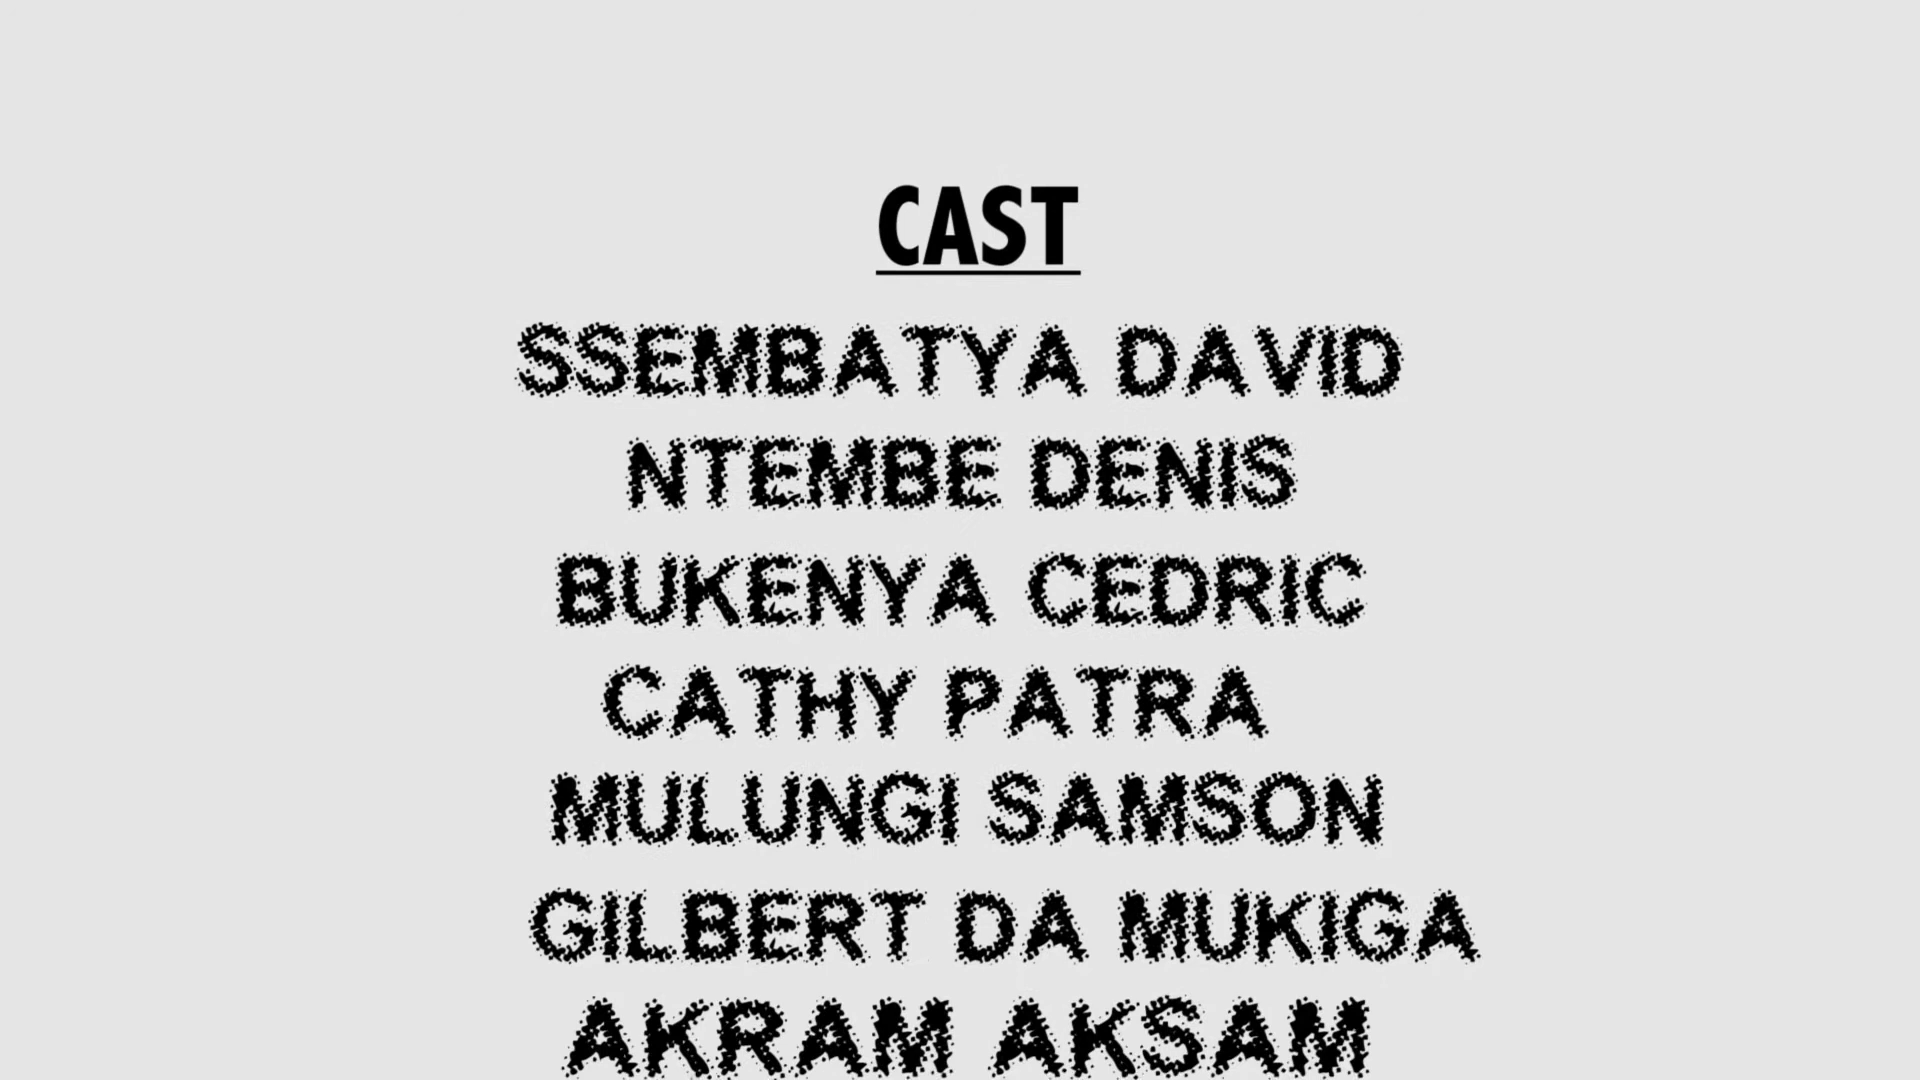 CAST
SSEMBATYA DAVID
NTEMBE DENIS
BUKENYA CEDRIC
CATHY PATRA
MULUNGI SAMSON
GILBERT DA MUKIGA
AKRAM AKSAM